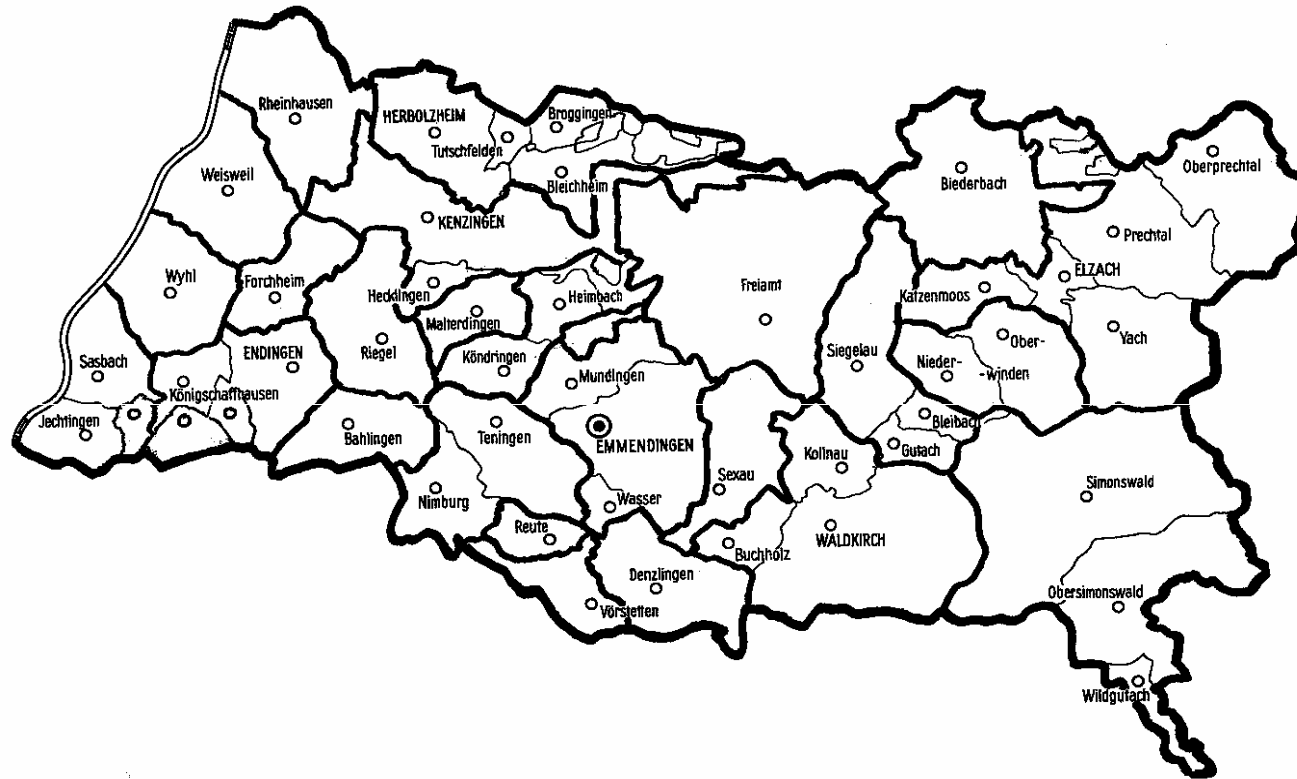 Rheinhausen
HERBOLZHEIM
Tutschfelden
Broggingen
Bleichheim
Biederbach
Oberprechtal
Weisweil
KENZINGEN
Prechtal
Wyhl
Forchheim
Hecklingen
Heimbach
Freiamt
Katzenmoos
ELZACH
Malterdingen
Sasbach
ENDINGEN
Riegel
Köndringen
Mundingen
Siegelau
Ober-
Nieder-
winden
Yach
Königschaffhausen
Jechtingen
Bahlingen
Teningen
EMMENDINGEN
Kollnau
Bleibach
Gutach
Nimburg
Wasser
Sexau
Simonswald
Reute
Buchholz
WALDKIRCH
Denzlingen
Vörstetten
Obersimonswald
Wildgutach